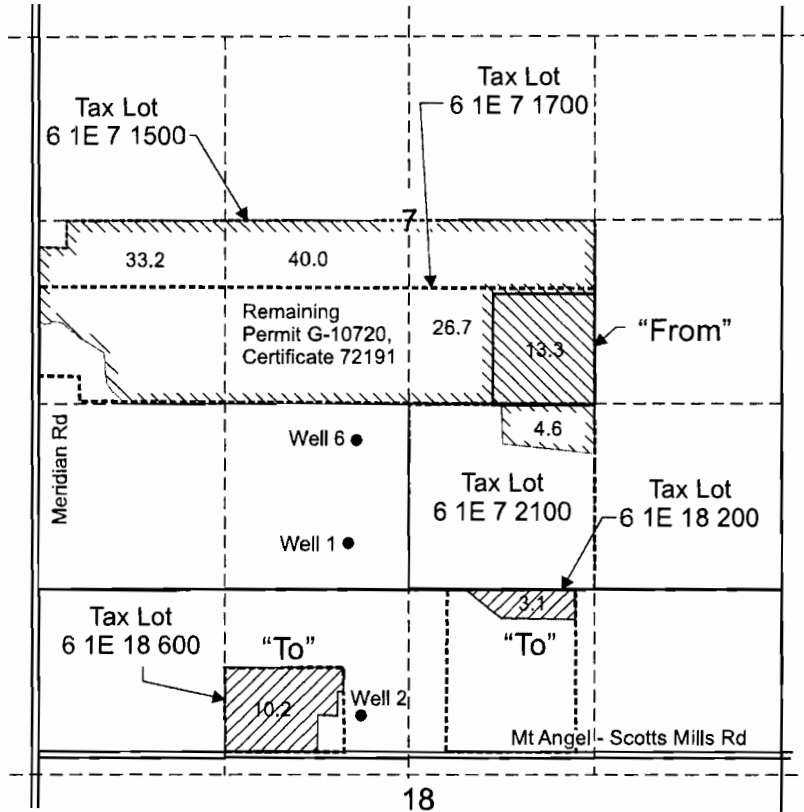 Tax Lot
6 1E 7 1700
Tax Lot
6 1E 7 1500
7
33.2
40.0
Remaining
Permit G-10720,
Certificate 72191
26.7
13.3
"From"
4.6
Meridian Rd
Well 6
Tax Lot
6 1E 7 2100
Tax Lot
6 1E 18 200
Well 1
3.1
Tax Lot
6 1E 18 600
"To"
"To"
10.2
Well 2
Mt Angel - Scotts Mills Rd
18